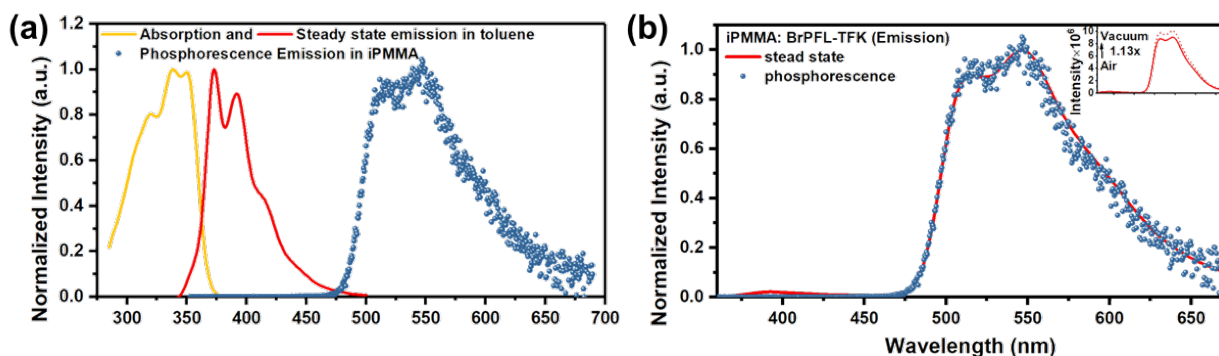 (a)
Absorption and Steady state emission in toluene
Phosphorescence Emission in iPMMA
Normalized Intensity (a.u.)
1.2
1.0
0.8
0.6
0.4
0.2
0.0
300 350 400 450 500 550 600 650 700
(b)
iPMMA: BrPFL-TFK (Emission)
stead state
phosphorescence
Normalized Intensity (a.u.)
1.0
0.8
0.6
0.4
0.2
0.0
400 450 500 550 600 650
Wavelength (nm)
Intensity×10⁶
10
8
6
4
2
0
Vacuum
1.13x
Air